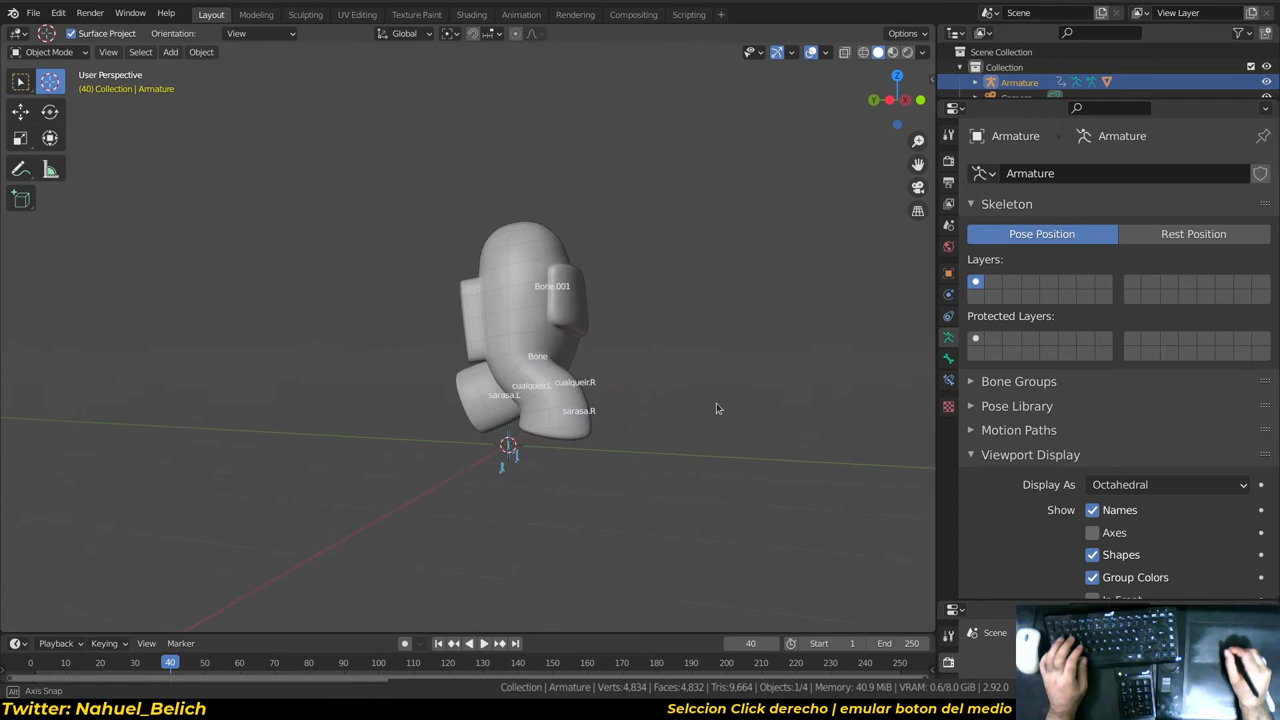 File Edit Render Window Help Layout Modeling Sculpting UV Editing Texture Paint Shading Animation Rendering Compositing Scripting + Scene View Layer
Surface Project Orientation: View Global Options
Object Mode View Select Add Object Scene Collection
Collection
User Perspective
(40) Collection | Armature
Armature
Z
Y X
Armature Armature
Armature
Skeleton
Pose Position Rest Position
Layers:
Bone.001
Protected Layers:
Bone
cualqueir.R
cualqueir.L
sarasa.L
sarasa.R
Bone Groups
Pose Library
Motion Paths
Viewport Display
Display As Octahedral
Show Names
Axes
Shapes
Group Colors
Playback Keying View Marker 40 Start 1 End 250
Scene
0 10 20 30 40 50 60 70 80 90 100 110 120 130 140 150 160 170 180 190 200 210 220 230 240 250
Alt Axis Snap Collection | Armature | Verts:4,834 | Faces:4,832 | Tris:9,664 | Objects:1/4 | Memory: 40.9 MiB | VRAM: 0.6/8.0 GiB | 2.92.0
Twitter: Nahuel_Belich Selccion Click derecho | emular boton del medio